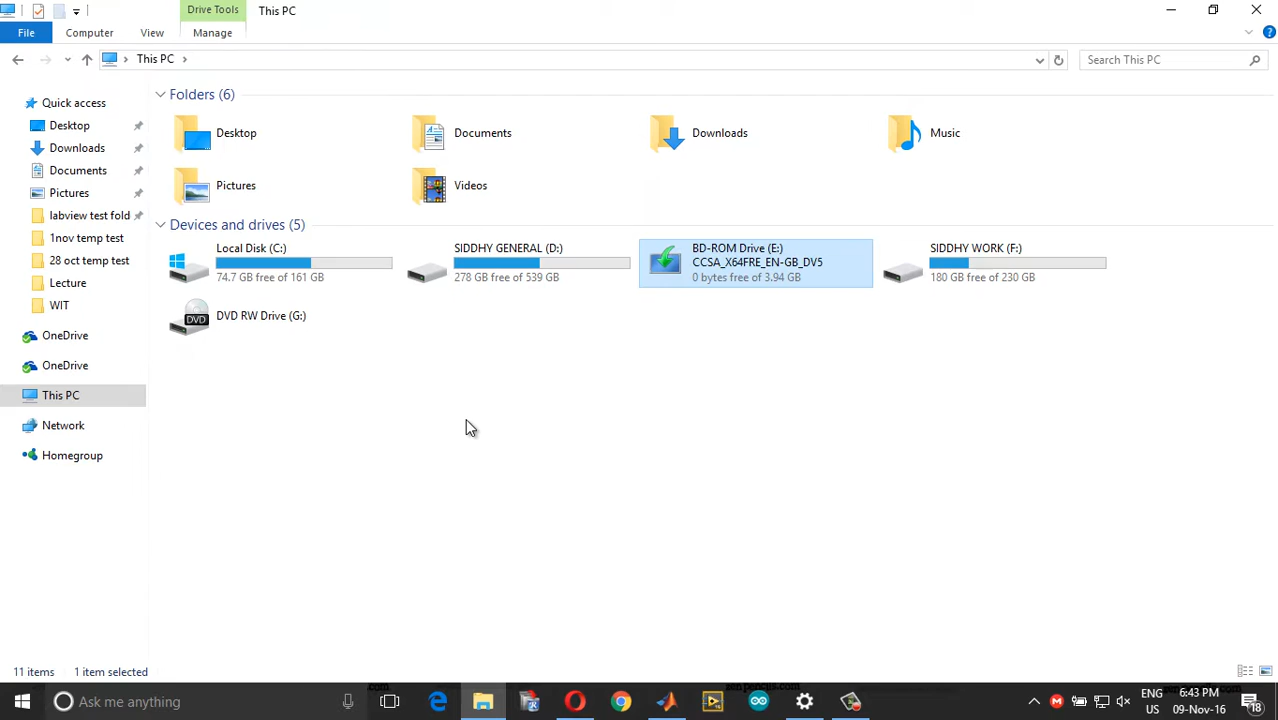 Drive Tools
This PC
File
Computer
View
Manage
This PC
Search This PC
Quick access
Desktop
Downloads
Documents
Pictures
labview test fold
1nov temp test
28 oct temp test
Lecture
WIT
OneDrive
OneDrive
This PC
Network
Homegroup
Folders (6)
Desktop
Documents
Downloads
Music
Pictures
Videos
Devices and drives (5)
Local Disk (C:)
74.7 GB free of 161 GB
SIDDHY GENERAL (D:)
278 GB free of 539 GB
BD-ROM Drive (E:)
CCSA_X64FRE_EN-GB_DV5
0 bytes free of 3.94 GB
SIDDHY WORK (F:)
180 GB free of 230 GB
DVD
DVD RW Drive (G:)
11 items
1 item selected
Ask me anything
ENG
US
6:43 PM
09-Nov-16
18